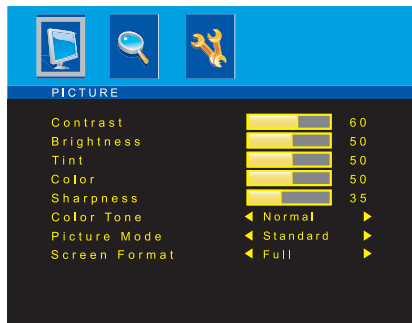 PICTURE
Contrast 60
Brightness 50
Tint 50
Color 50
Sharpness 35
Color Tone Normal
Picture Mode Standard
Screen Format Full